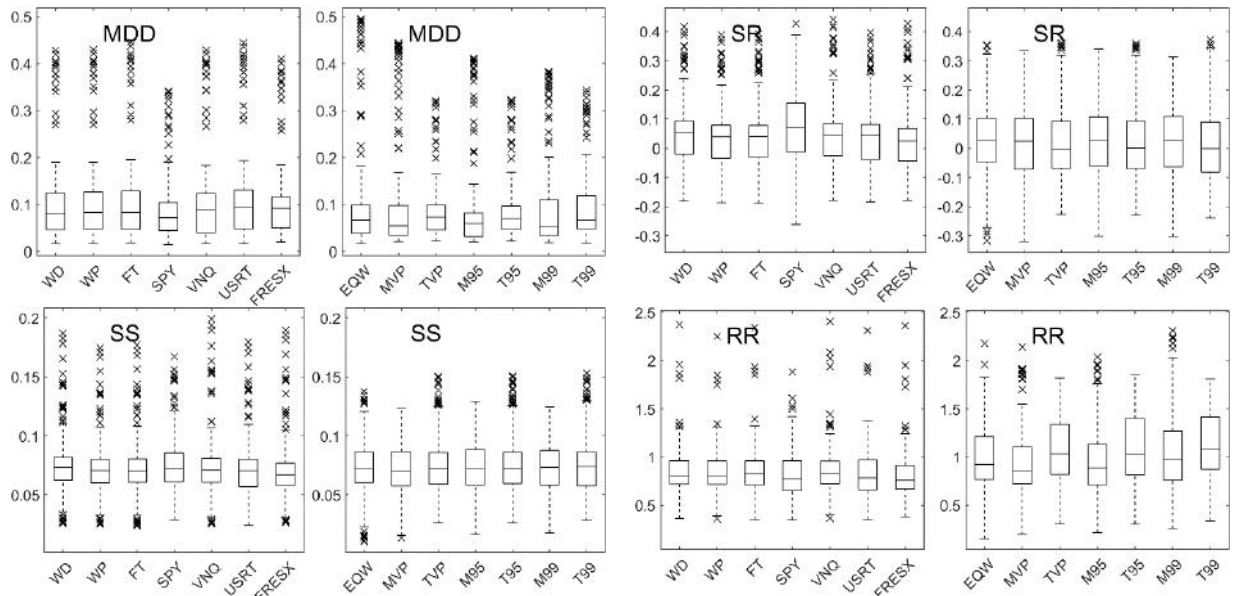 MDD
0.5
0.4
0.3
0.2
0.1
0
WD WP FT SPY VNQ USRT FRESX
MDD
0.5
0.4
0.3
0.2
0.1
0
EQW MVP TVP M95 T95 M99 T99
SR
0.4
0.3
0.2
0.1
0
-0.1
-0.2
-0.3
WD WP FT SPY VNQ USRT FRESX
SR
0.4
0.3
0.2
0.1
0
-0.1
-0.2
-0.3
EQW MVP TVP M95 T95 M99 T99
SS
0.2
0.15
0.1
0.05
WD WP FT SPY VNQ USRT FRESX
SS
0.2
0.15
0.1
0.05
EQW MVP TVP M95 T95 M99 T99
RR
2.5
2
1.5
1
0.5
WD WP FT SPY VNQ USRT FRESX
RR
2.5
2
1.5
1
0.5
EQW MVP TVP M95 T95 M99 T99